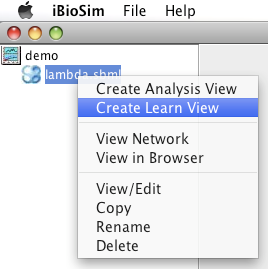 iBioSim File Help
demo
lambda.sbml
Create Analysis View
Create Learn View
View Network
View in Browser
View/Edit
Copy
Rename
Delete